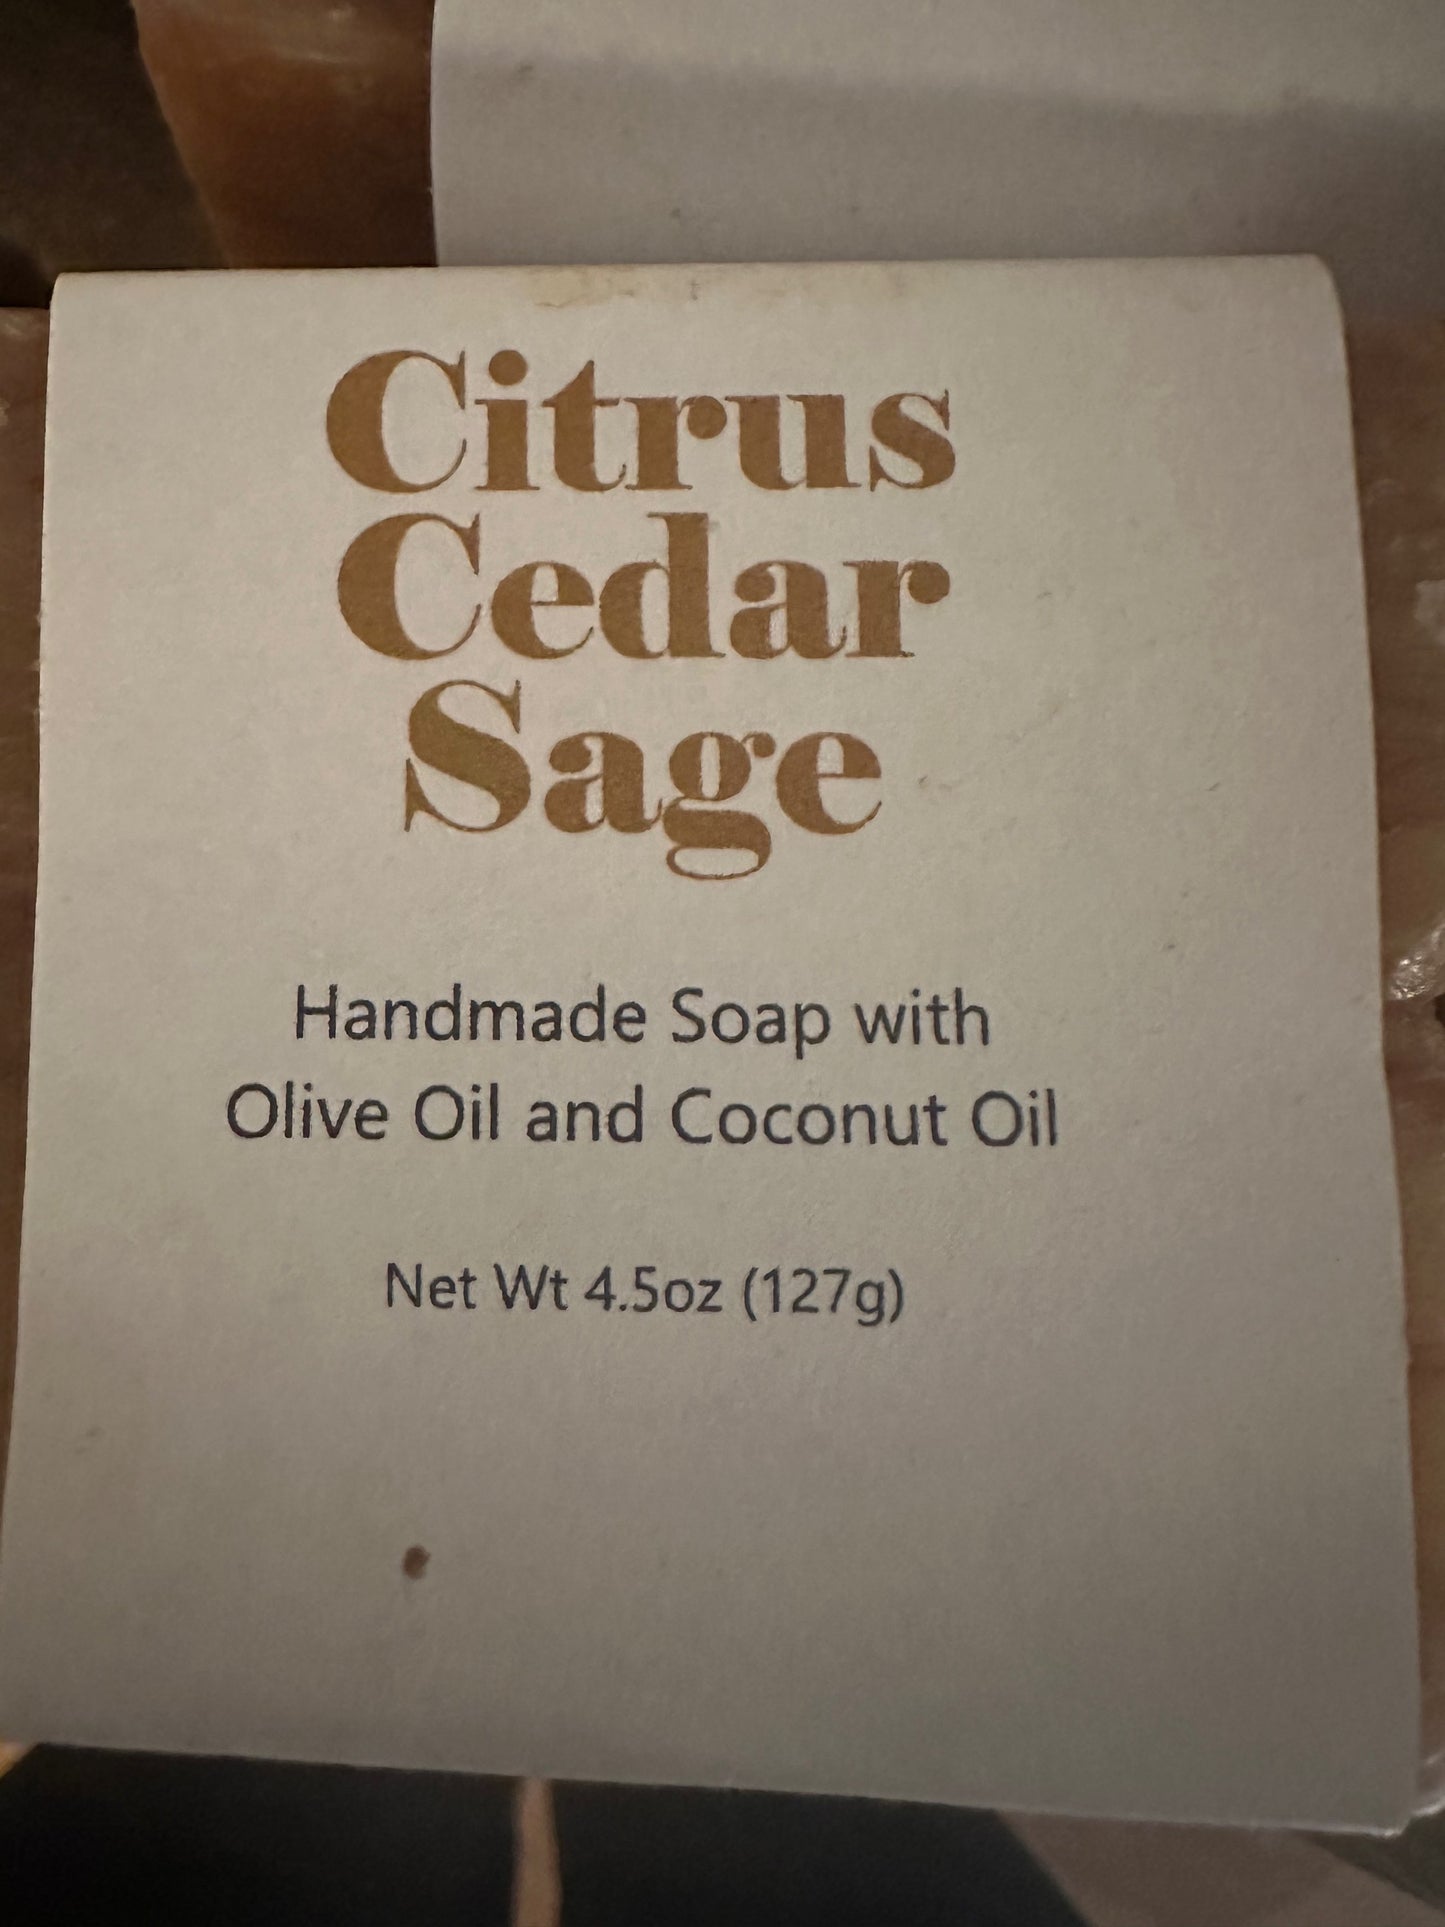 Citrus
Cedar
Sage
Handmade Soap with
Olive Oil and Coconut Oil
Net Wt 4.5oz (127g)